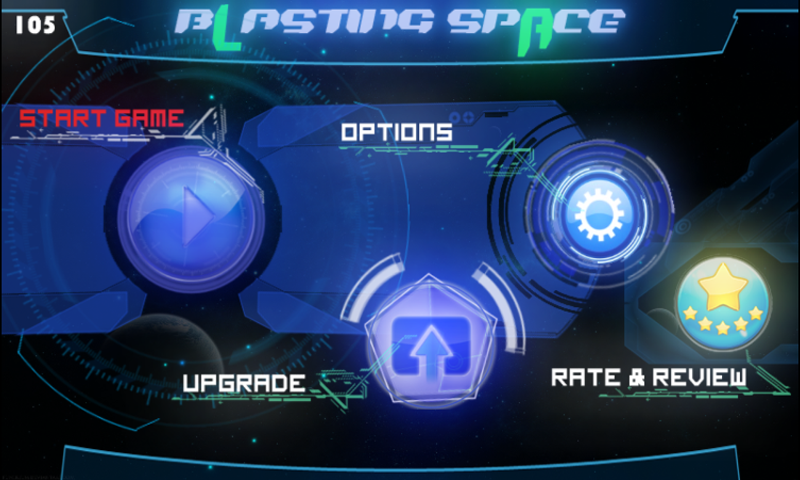 105
BLASTING SPACE
START GAME
OPTIONS
UPGRADE
RATE & REVIEW